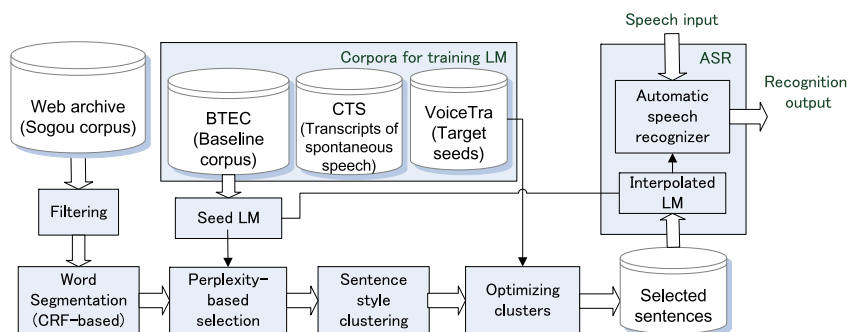 Speech input
Corpora for training LM
ASR
Recognition
output
Web archive
(Sogou corpus)
BTEC
(Baseline
corpus)
CTS
(Transcripts of
spontaneous
speech)
VoiceTra
(Target
seeds)
Automatic
speech
recognizer
Interpolated
LM
Filtering
Seed LM
Word
Segmentation
(CRF-based)
Perplexity-
based
selection
Sentence
style
clustering
Optimizing
clusters
Selected
sentences